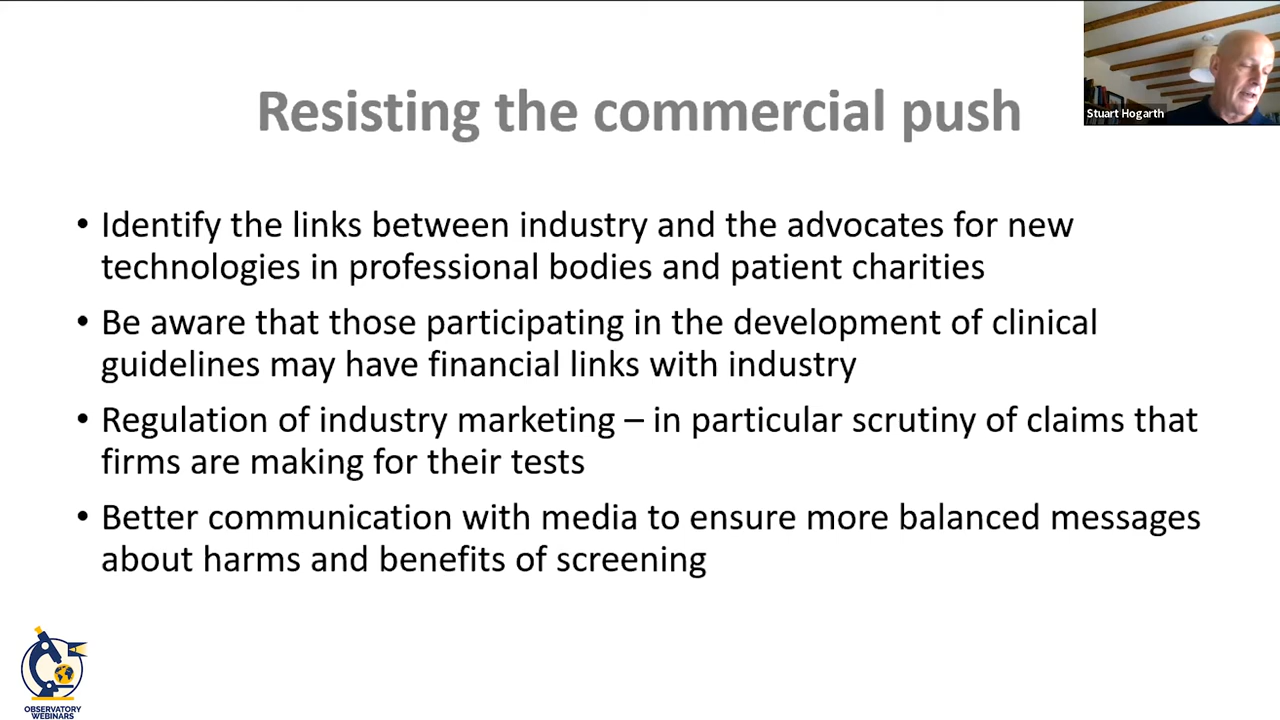 Stuart Hogarth
Resisting the commercial push
• Identify the links between industry and the advocates for new
technologies in professional bodies and patient charities
• Be aware that those participating in the development of clinical
guidelines may have financial links with industry
• Regulation of industry marketing – in particular scrutiny of claims that
firms are making for their tests
• Better communication with media to ensure more balanced messages
about harms and benefits of screening
OBSERVATORY
WEBINARS